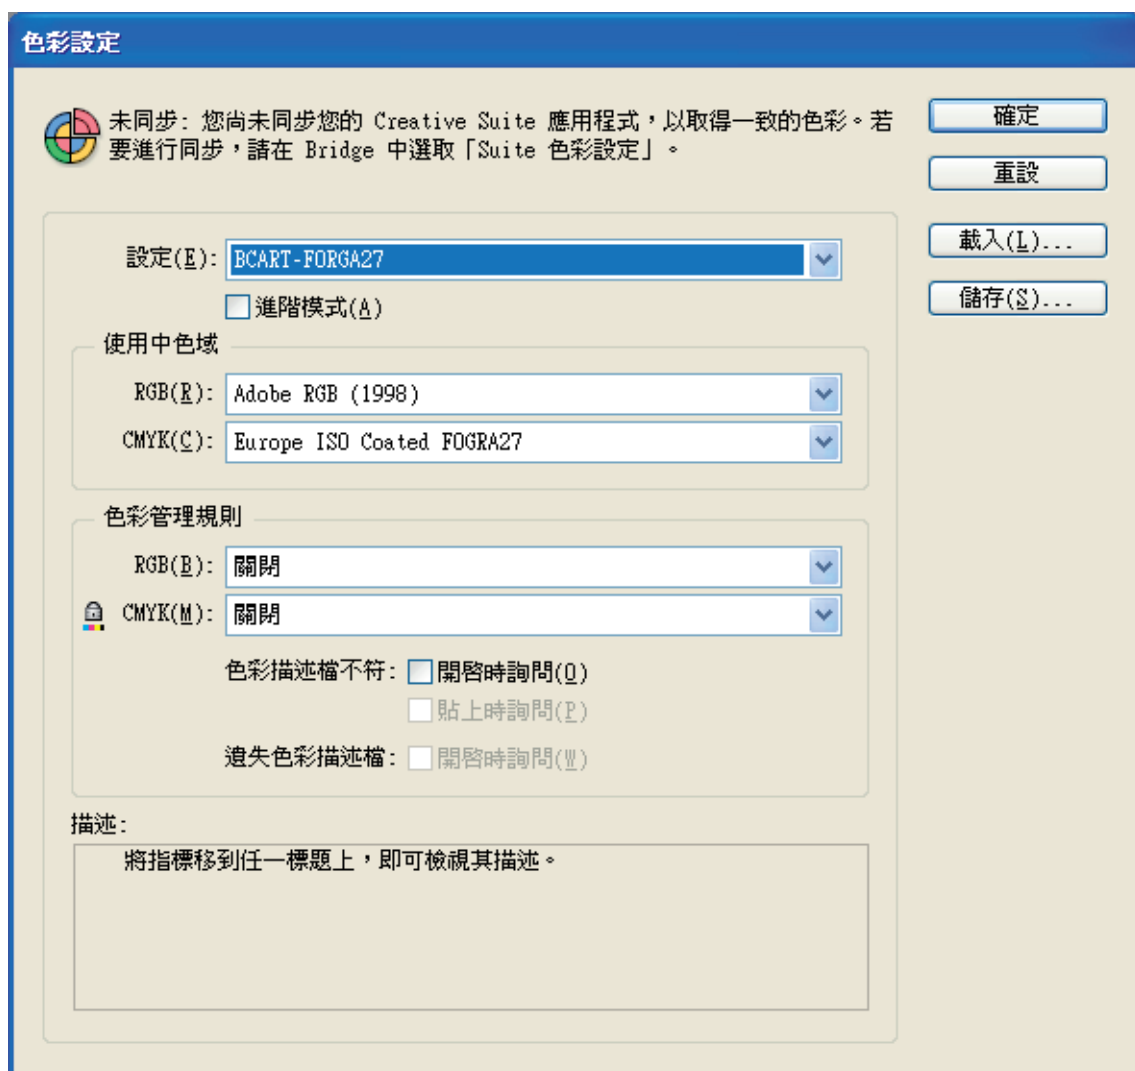 色彩設定
未同步: 您尚未同步您的 Creative Suite 應用程式，以取得一致的色彩。若
要進行同步，請在 Bridge 中選取「Suite 色彩設定」。
確定
重設
載入(L)...
儲存(S)...
設定(E): BCART-FORGA27
進階模式(A)
使用中色域
RGB(R): Adobe RGB (1998)
CMYK(C): Europe ISO Coated FOGRA27
色彩管理規則
RGB(B): 關閉
CMYK(M): 關閉
色彩描述檔不符: 開啓時詢問(O)
貼上時詢問(P)
遺失色彩描述檔: 開啓時詢問(W)
描述:
將指標移到任一標題上，即可檢視其描述。